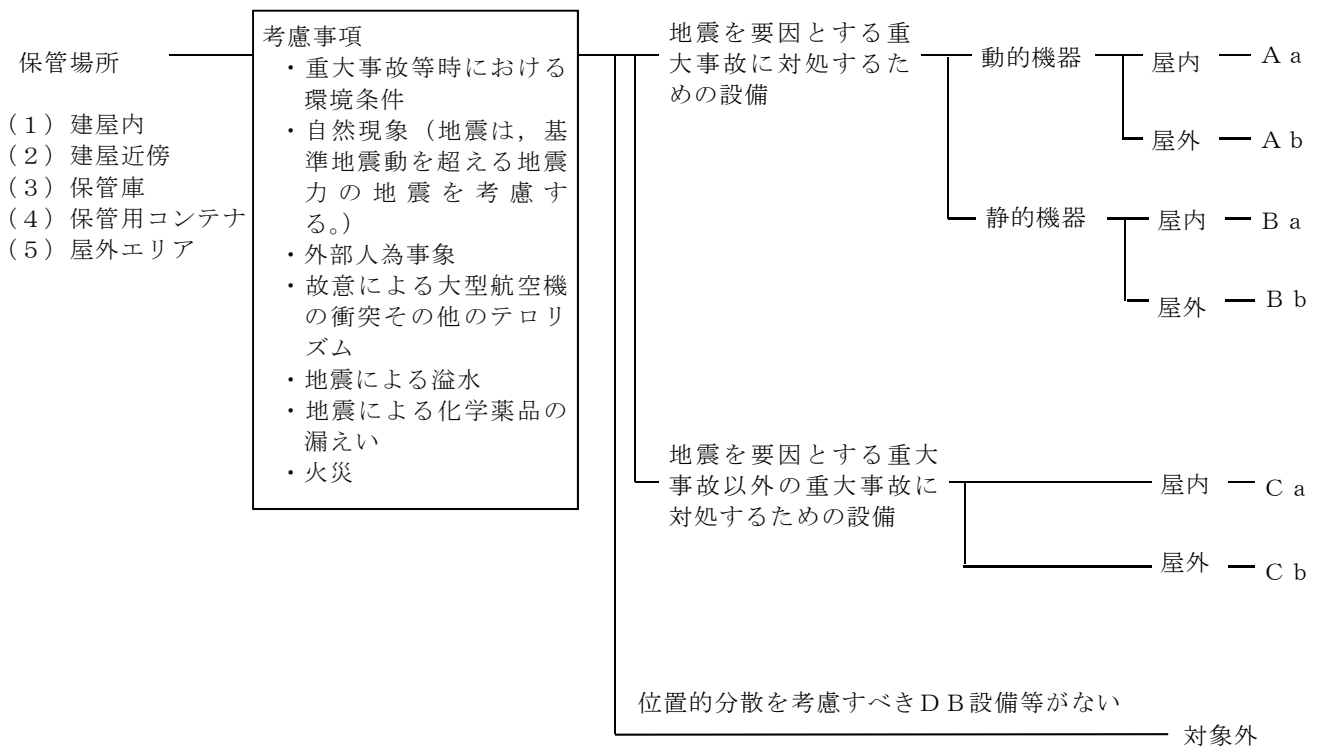 保管場所
（１）建屋内
（２）建屋近傍
（３）保管庫
（４）保管用コンテナ
（５）屋外エリア
考慮事項
・重大事故等時における
環境条件
・自然現象（地震は，基
準地震動を超える地震
力の地震を考慮す
る。）
・外部人為事象
・故意による大型航空機
の衝突その他のテロリ
ズム
・地震による溢水
・地震による化学薬品の
漏えい
・火災
地震を要因とする重
大事故に対処するた
めの設備
動的機器
屋内
Ａａ
屋外
Ａｂ
静的機器
屋内
Ｂａ
屋外
Ｂｂ
地震を要因とする重大
事故以外の重大事故に
対処するための設備
屋内
Ｃａ
屋外
Ｃｂ
位置的分散を考慮すべきＤＢ設備等がない
対象外